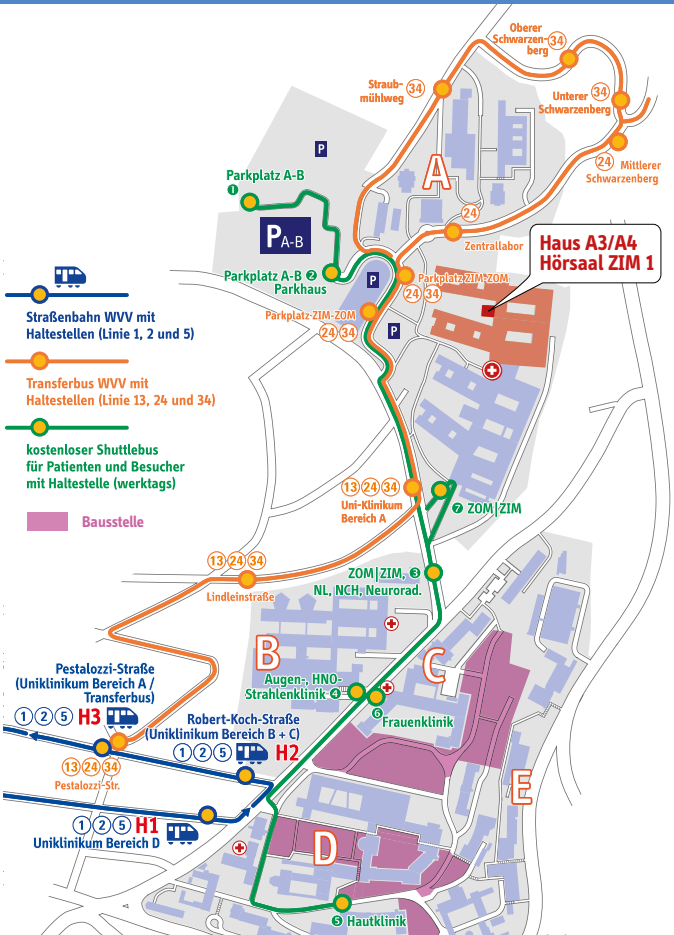 Oberer
Schwarzen-
berg
34
Straub-
mühlweg
34
Unterer
Schwarzenberg
34
24
Mittlerer
Schwarzenberg
P
A
Parkplatz A-B
1
24
Zentrallabor
PA-B
Haus A3/A4
Hörsaal ZIM 1
Parkplatz A-B 2
Parkhaus
P
Parkplatz ZIM-ZOM
24 34
Parkplatz ZIM-ZOM
24 34
P
Straßenbahn WVV mit
Haltestellen (Linie 1, 2 und 5)
Transferbus WVV mit
Haltestellen (Linie 13, 24 und 34)
kostenloser Shuttlebus
für Patienten und Besucher
mit Haltestelle (werktags)
Baustelle
13 24 34
Uni-Klinikum
Bereich A
7 ZOM|ZIM
13 24 34
Lindleinstraße
ZOM|ZIM, 3
NL, NCH, Neurorad.
B
C
Augen-, HNO-
Strahlenklinik 4
6
Frauenklinik
Pestalozzi-Straße
(Uniklinikum Bereich A /
Transferbus)
1 2 5 H3
13 24 34
Pestalozzi-Str.
Robert-Koch-Straße
(Uniklinikum Bereich B + C)
1 2 5 H2
E
1 2 5 H1
Uniklinikum Bereich D
D
5 Hautklinik